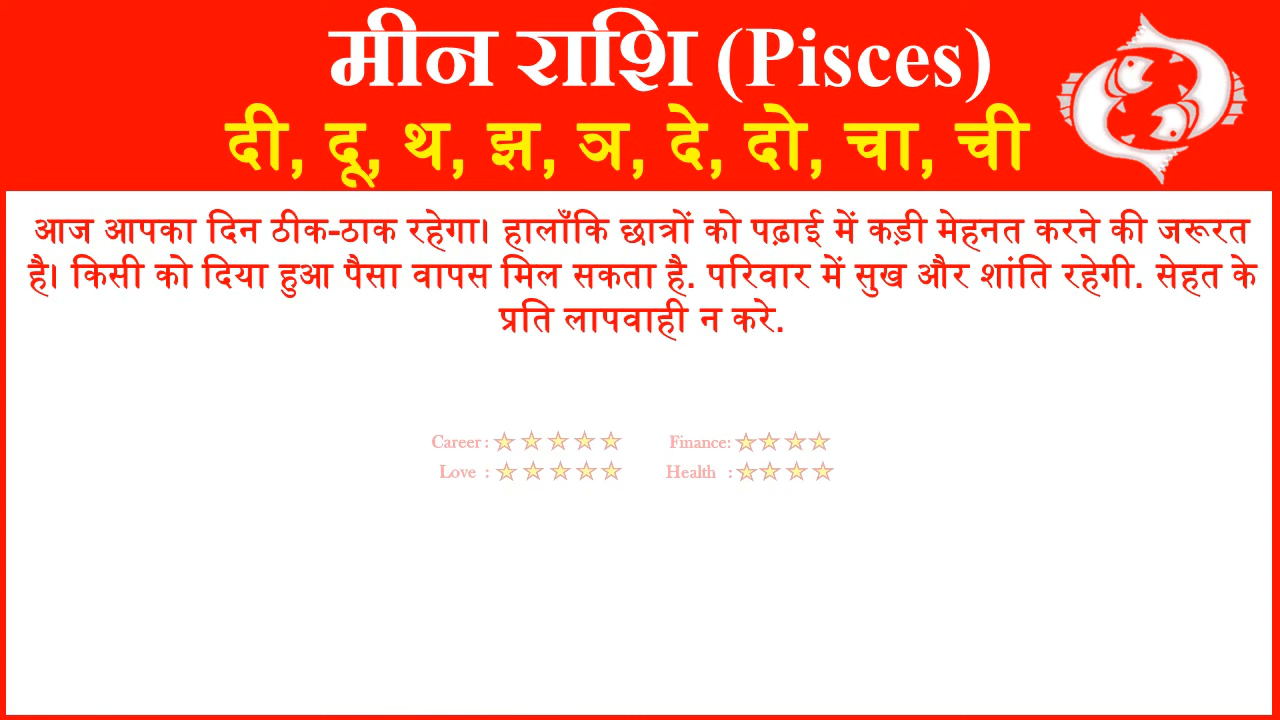 मीन राशि (Pisces)
दी, दू, थ, झ, ञ, दे, दो, चा, ची
आज आपका दिन ठीक-ठाक रहेगा। हालाँकि छात्रों को पढ़ाई में कड़ी मेहनत करने की जरूरत
है। किसी को दिया हुआ पैसा वापस मिल सकता है. परिवार में सुख और शांति रहेगी. सेहत के
प्रति लापवाही न करे.
Career : ☆☆☆☆☆ Finance: ☆☆☆☆
Love : ☆☆☆☆☆ Health : ☆☆☆☆